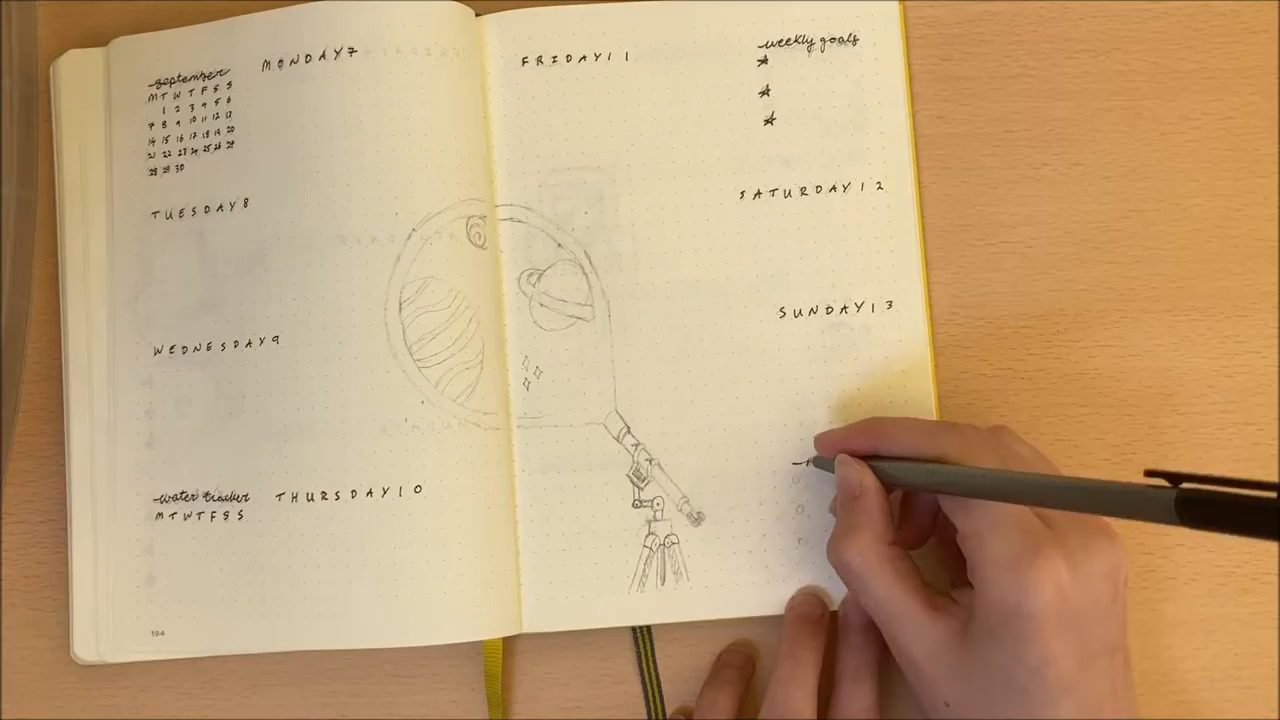 september
M T W T F S S
1 2 3 4 5 6
7 8 9 10 11 12 13
14 15 16 17 18 19 20
21 22 23 24 25 26 27
28 29 30
MONDAY 7
TUESDAY 8
WEDNESDAY 9
water tracker
M T W T F S S
THURSDAY 10
194
FRIDAY 11
weekly goals
SATURDAY 12
SUNDAY 13